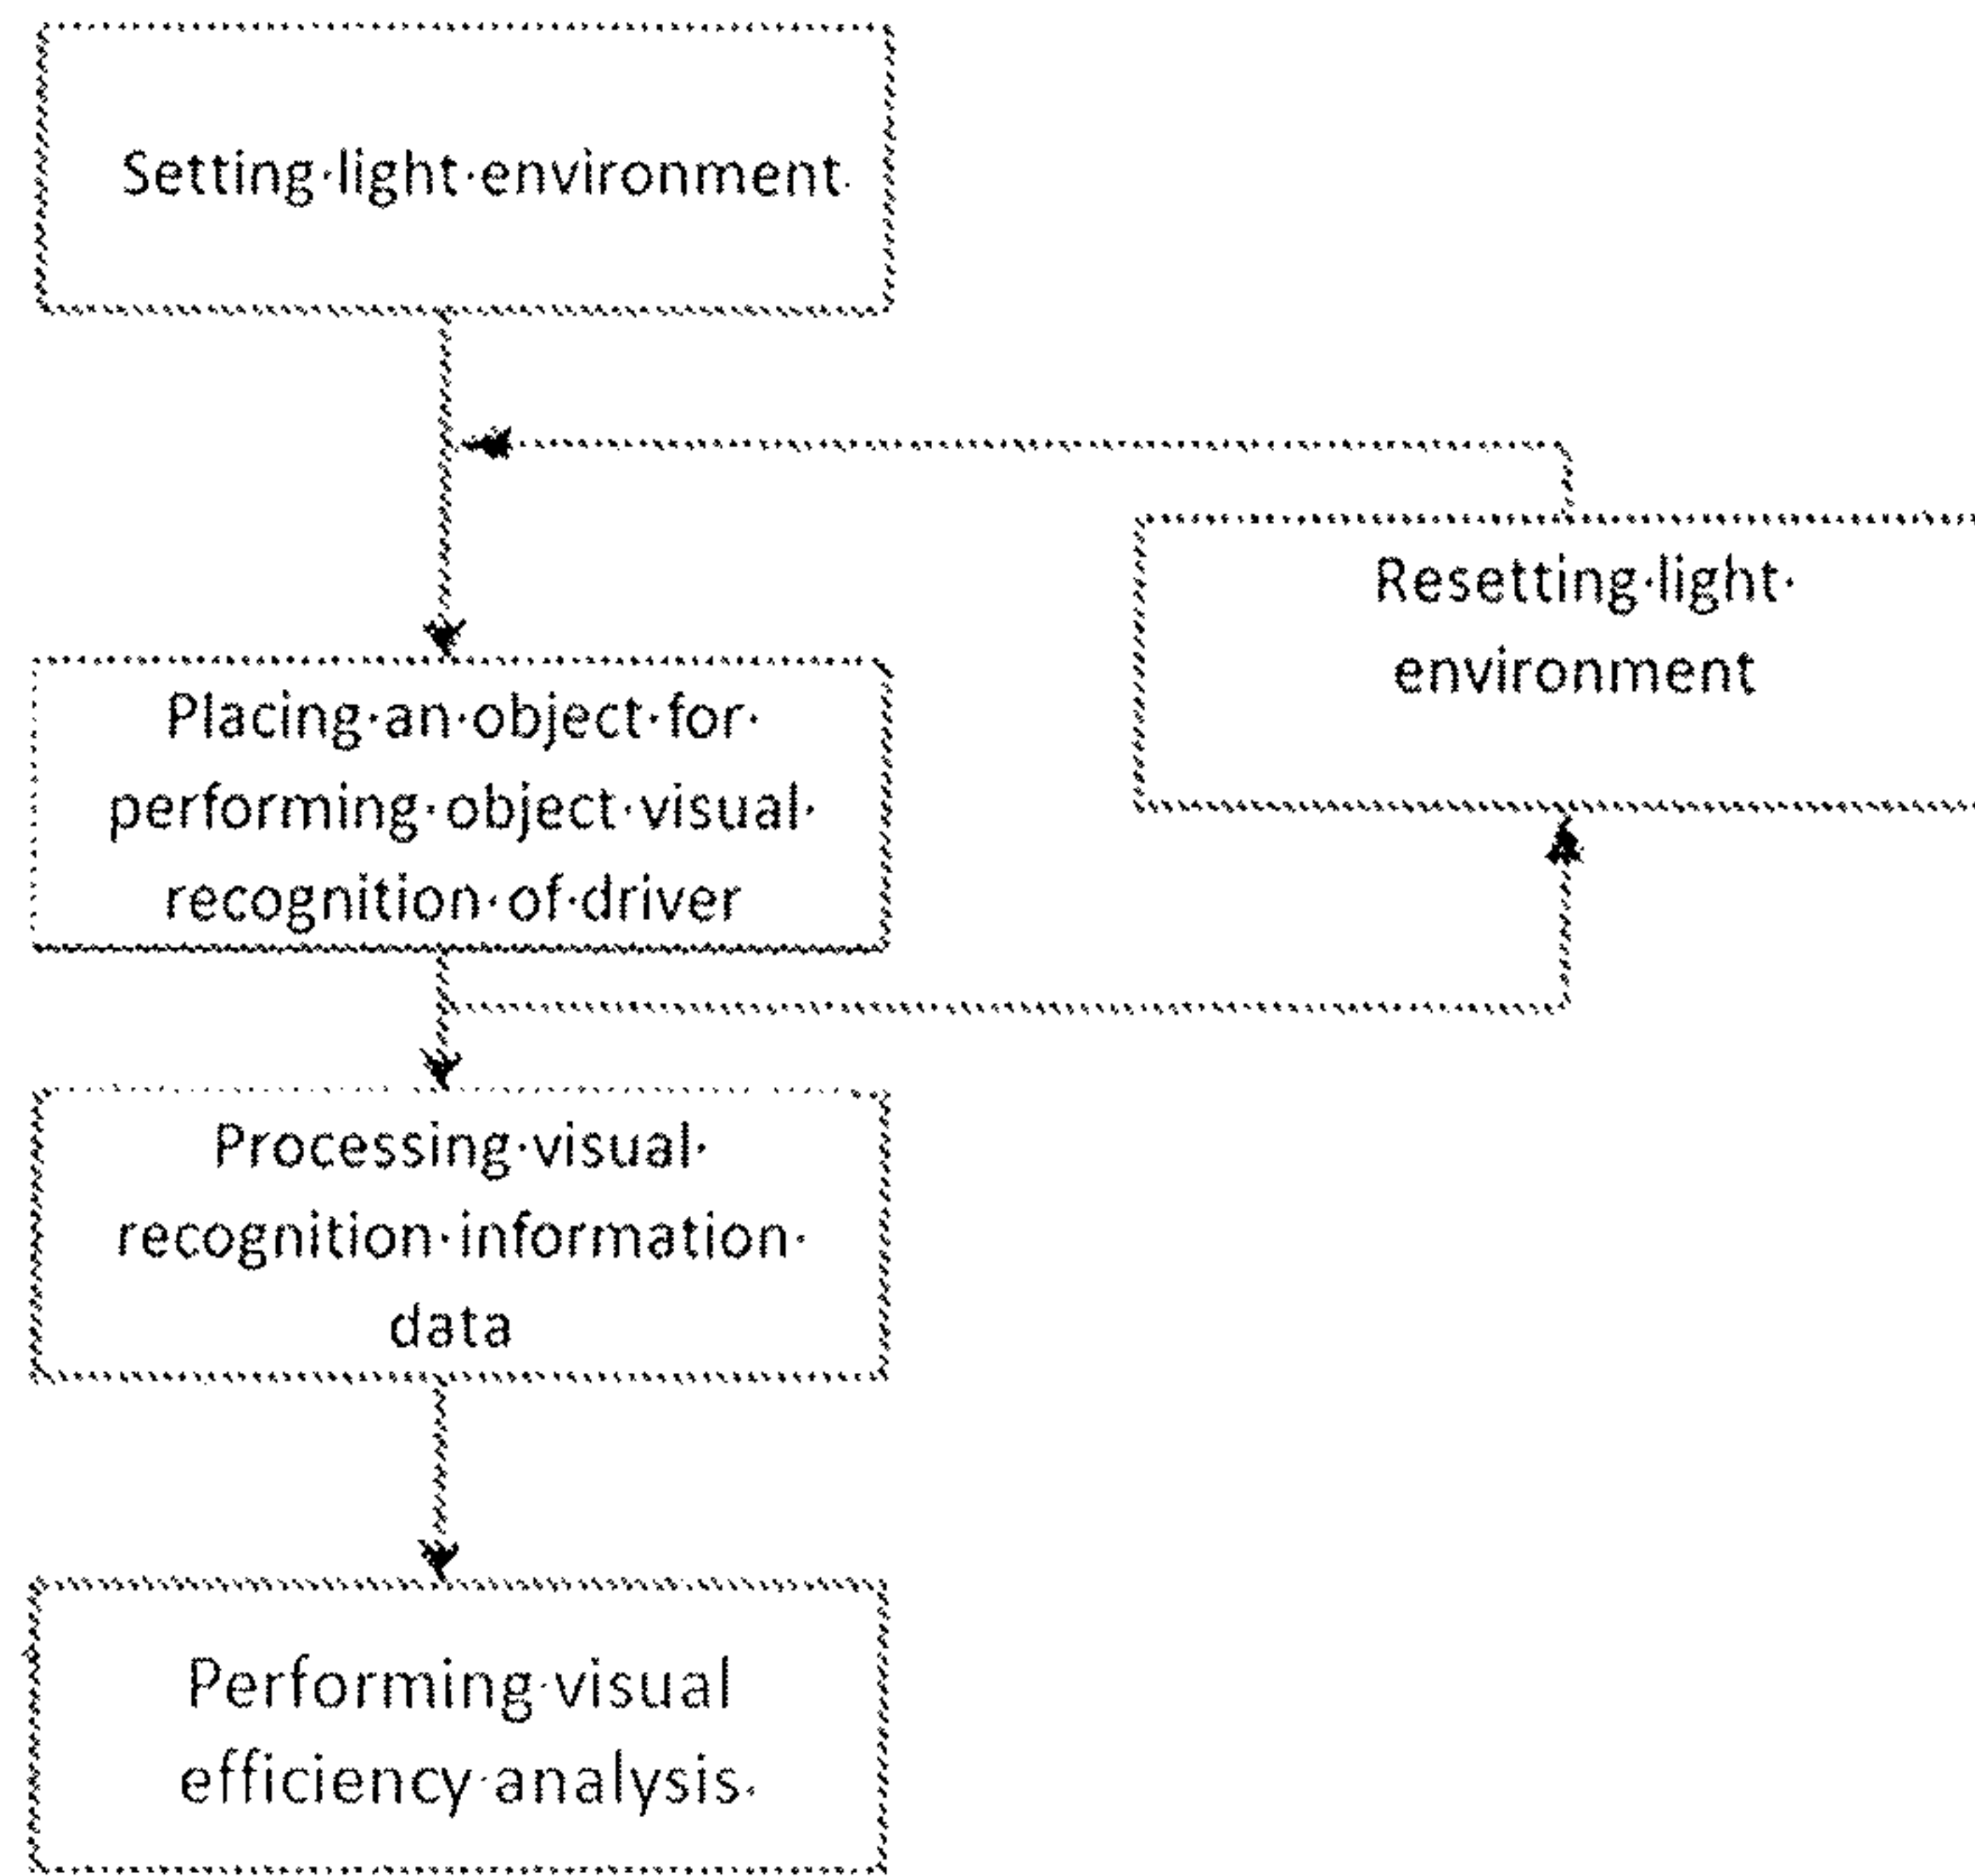 Setting light environment
Resetting light
environment
Placing an object for
performing object visual
recognition of driver
Processing visual
recognition information
data
Performing visual
efficiency analysis